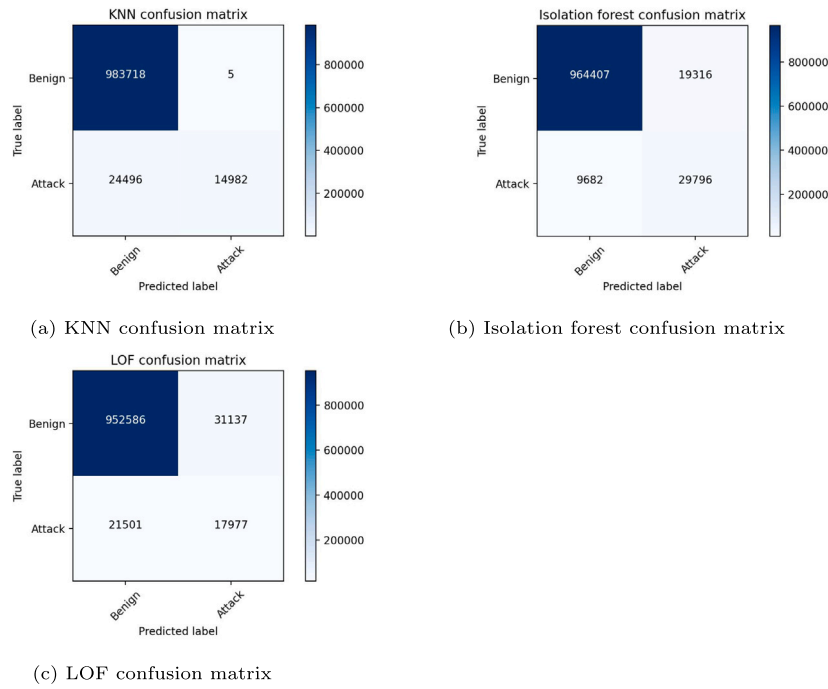 KNN confusion matrix
Benign
Attack
True label
983718 5
24496 14982
800000
600000
400000
200000
Benign Attack
Predicted label
(a) KNN confusion matrix
Isolation forest confusion matrix
Benign
Attack
True label
964407 19316
9682 29796
800000
600000
400000
200000
Benign Attack
Predicted label
(b) Isolation forest confusion matrix
LOF confusion matrix
Benign
Attack
True label
952586 31137
21501 17977
800000
600000
400000
200000
Benign Attack
Predicted label
(c) LOF confusion matrix